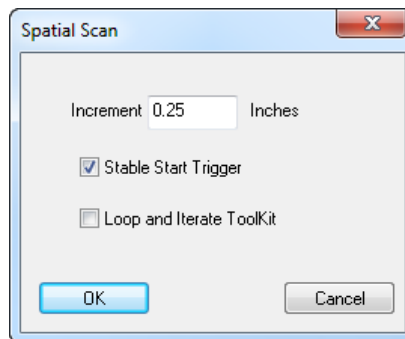 Spatial Scan
Increment 0.25 Inches
Stable Start Trigger
Loop and Iterate ToolKit
OK Cancel